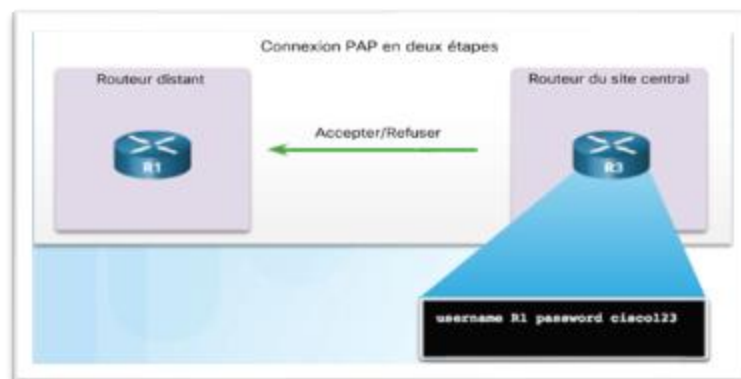 Connexion PAP en deux étapes
Routeur distant
Routeur du site central
Accepter/Refuser
R1
R3
username R1 password cisco123